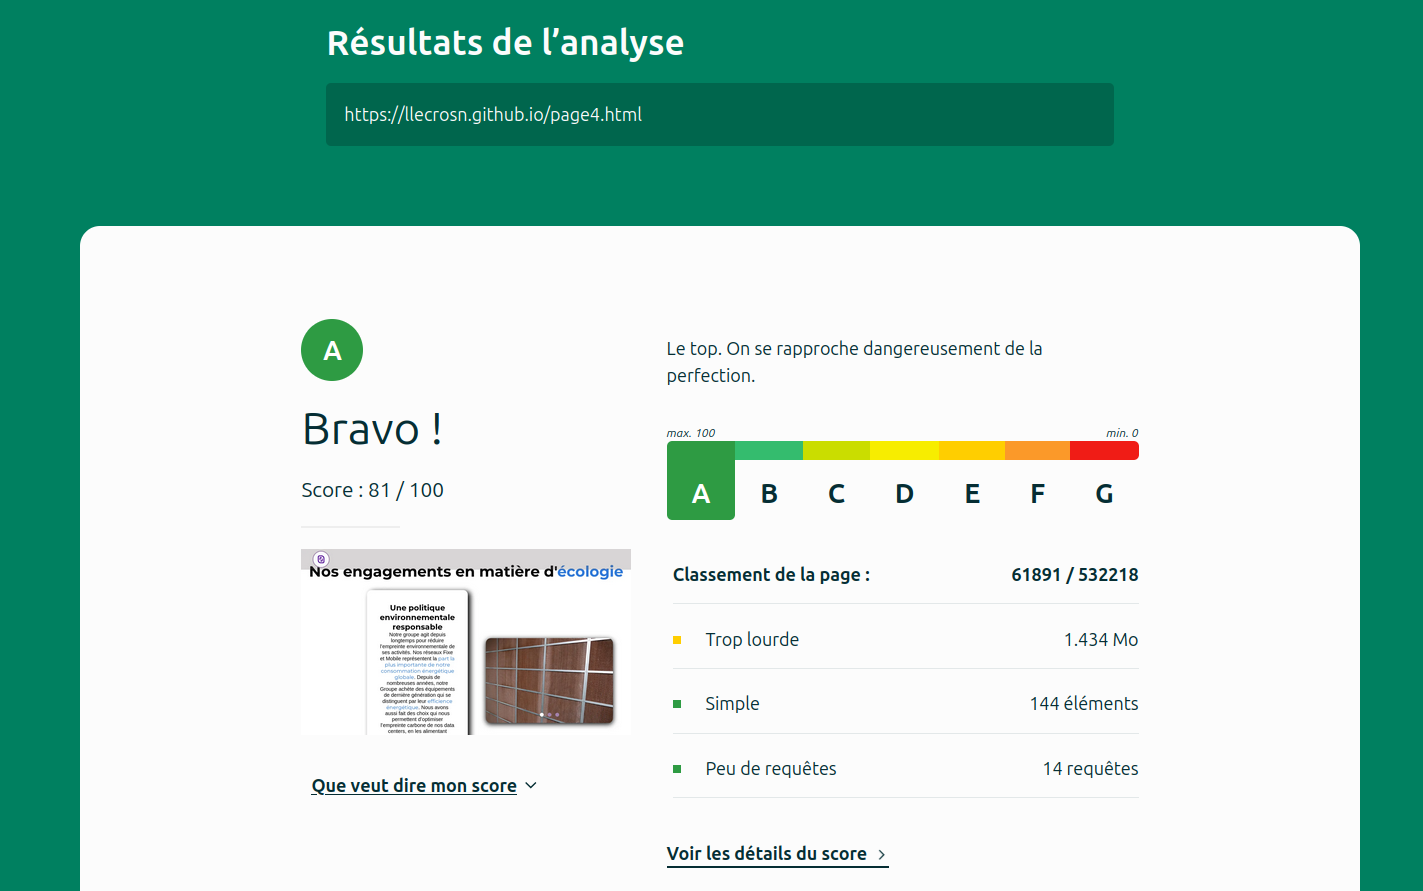 Résultats de l’analyse
https://llecrosn.github.io/page4.html
A
Bravo !
Score : 81 / 100
Nos engagements en matière d'écologie
Une politique
environnementale
responsable
Notre groupe agit depuis
longtemps pour réduire
l'empreinte environnementale de
ses activités. Nos réseaux Fixe
et Mobile représentent la part la
plus importante de notre
consommation énergétique
globale. Depuis de
nombreuses années, notre
Groupe achète des équipements
de dernière génération qui se
distinguent par leur efficience
énergétique. Nous avons
aussi fait des choix qui nous
permettent d'optimiser
l'empreinte carbone de nos data
centers, en les alimentant
Que veut dire mon score
Le top. On se rapproche dangereusement de la
perfection.
max. 100 min. 0
A B C D E F G
Classement de la page : 61891 / 532218
Trop lourde 1.434 Mo
Simple 144 éléments
Peu de requêtes 14 requêtes
Voir les détails du score